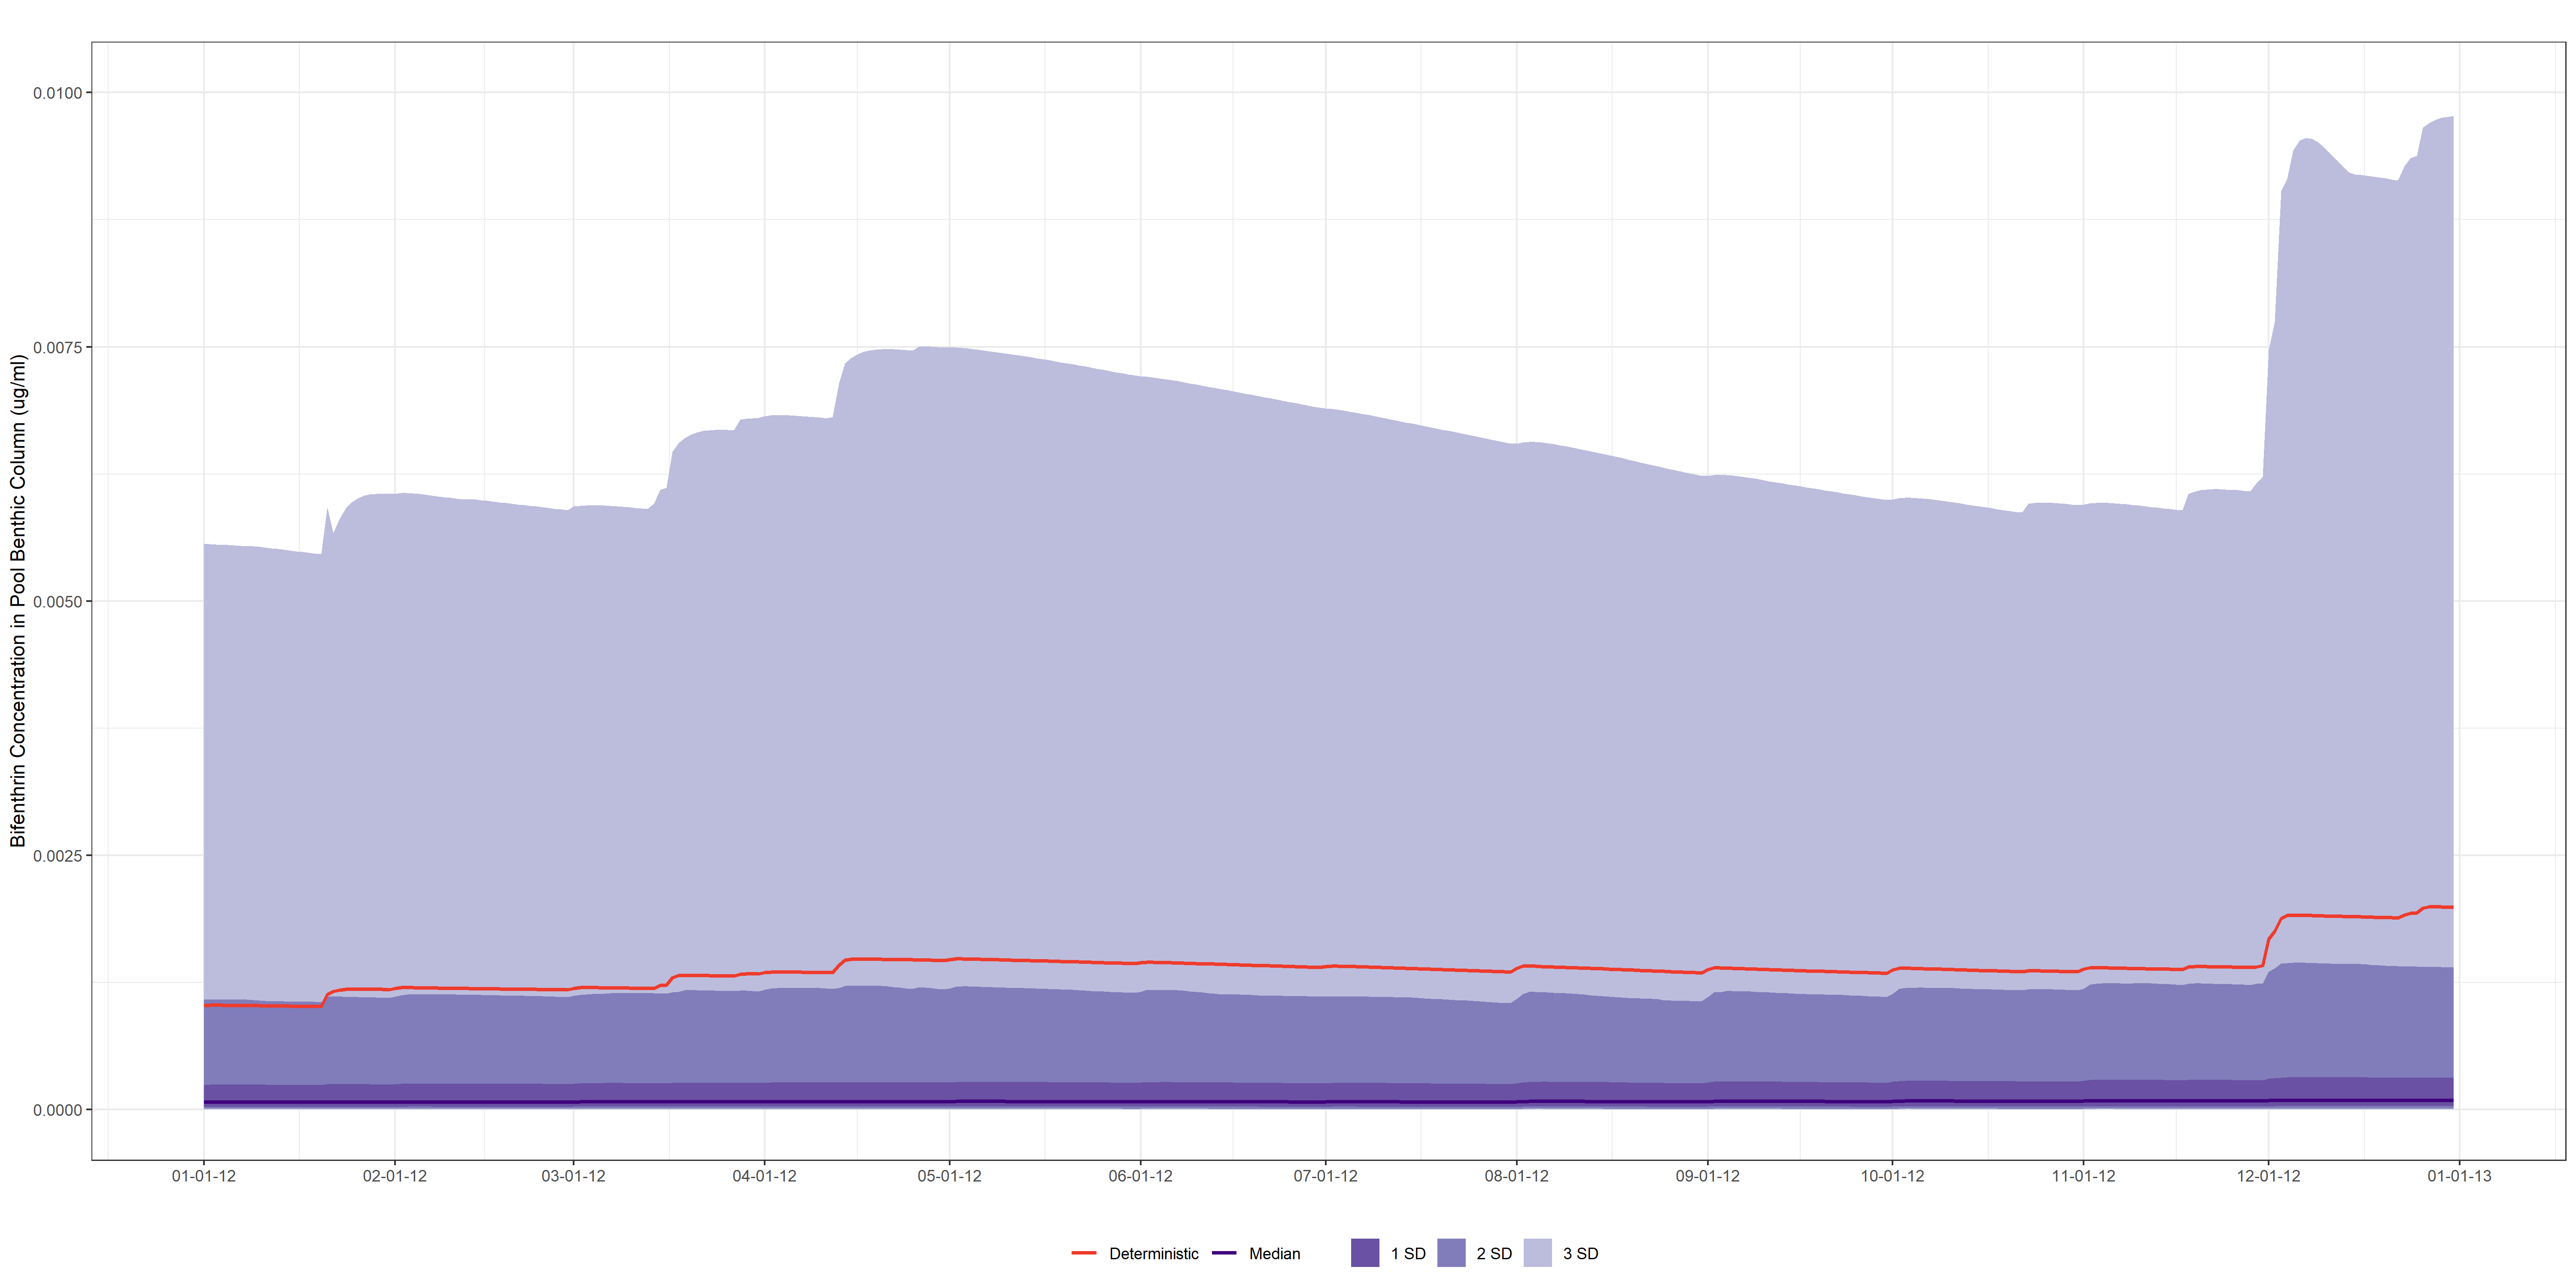 Bifenthrin Concentration in Pool Benthic Column (ug/ml)
0.0100
0.0075
0.0050
0.0025
0.0000
01-01-12 02-01-12 03-01-12 04-01-12 05-01-12 06-01-12 07-01-12 08-01-12 09-01-12 10-01-12 11-01-12 12-01-12 01-01-13
Deterministic Median 1 SD 2 SD 3 SD